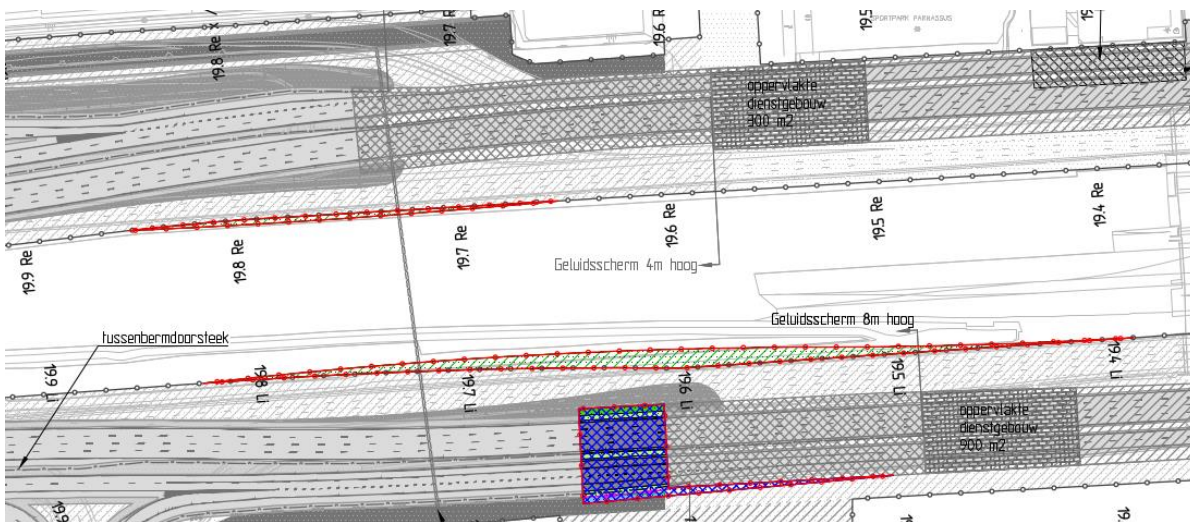 19.8 Re x
19.7
19.6
19.5
SPORTPARK PARNASSUS
oppervlakte
dienstgebouw
900 m2
19.9 Re
19.8 Re
19.7 Re
19.6 Re
19.5 Re
19.4 Re
Geluidsscherm 4m hoog
Geluidsscherm 8m hoog
tussenbermdoorsteek
19.9 Li
19.8 Li
19.7 Li
19.6 Li
19.5 Li
19.4 Li
oppervlakte
dienstgebouw
900 m2